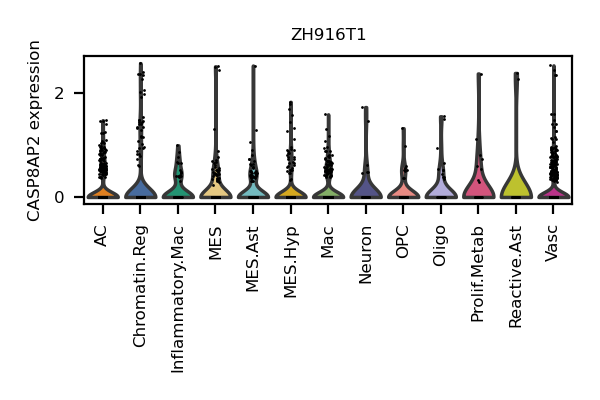 ZH916T1
CASP8AP2 expression
2
0
AC
Chromatin.Reg
Inflammatory.Mac
MES
MES.Ast
MES.Hyp
Mac
Neuron
OPC
Oligo
Prolif.Metab
Reactive.Ast
Vasc